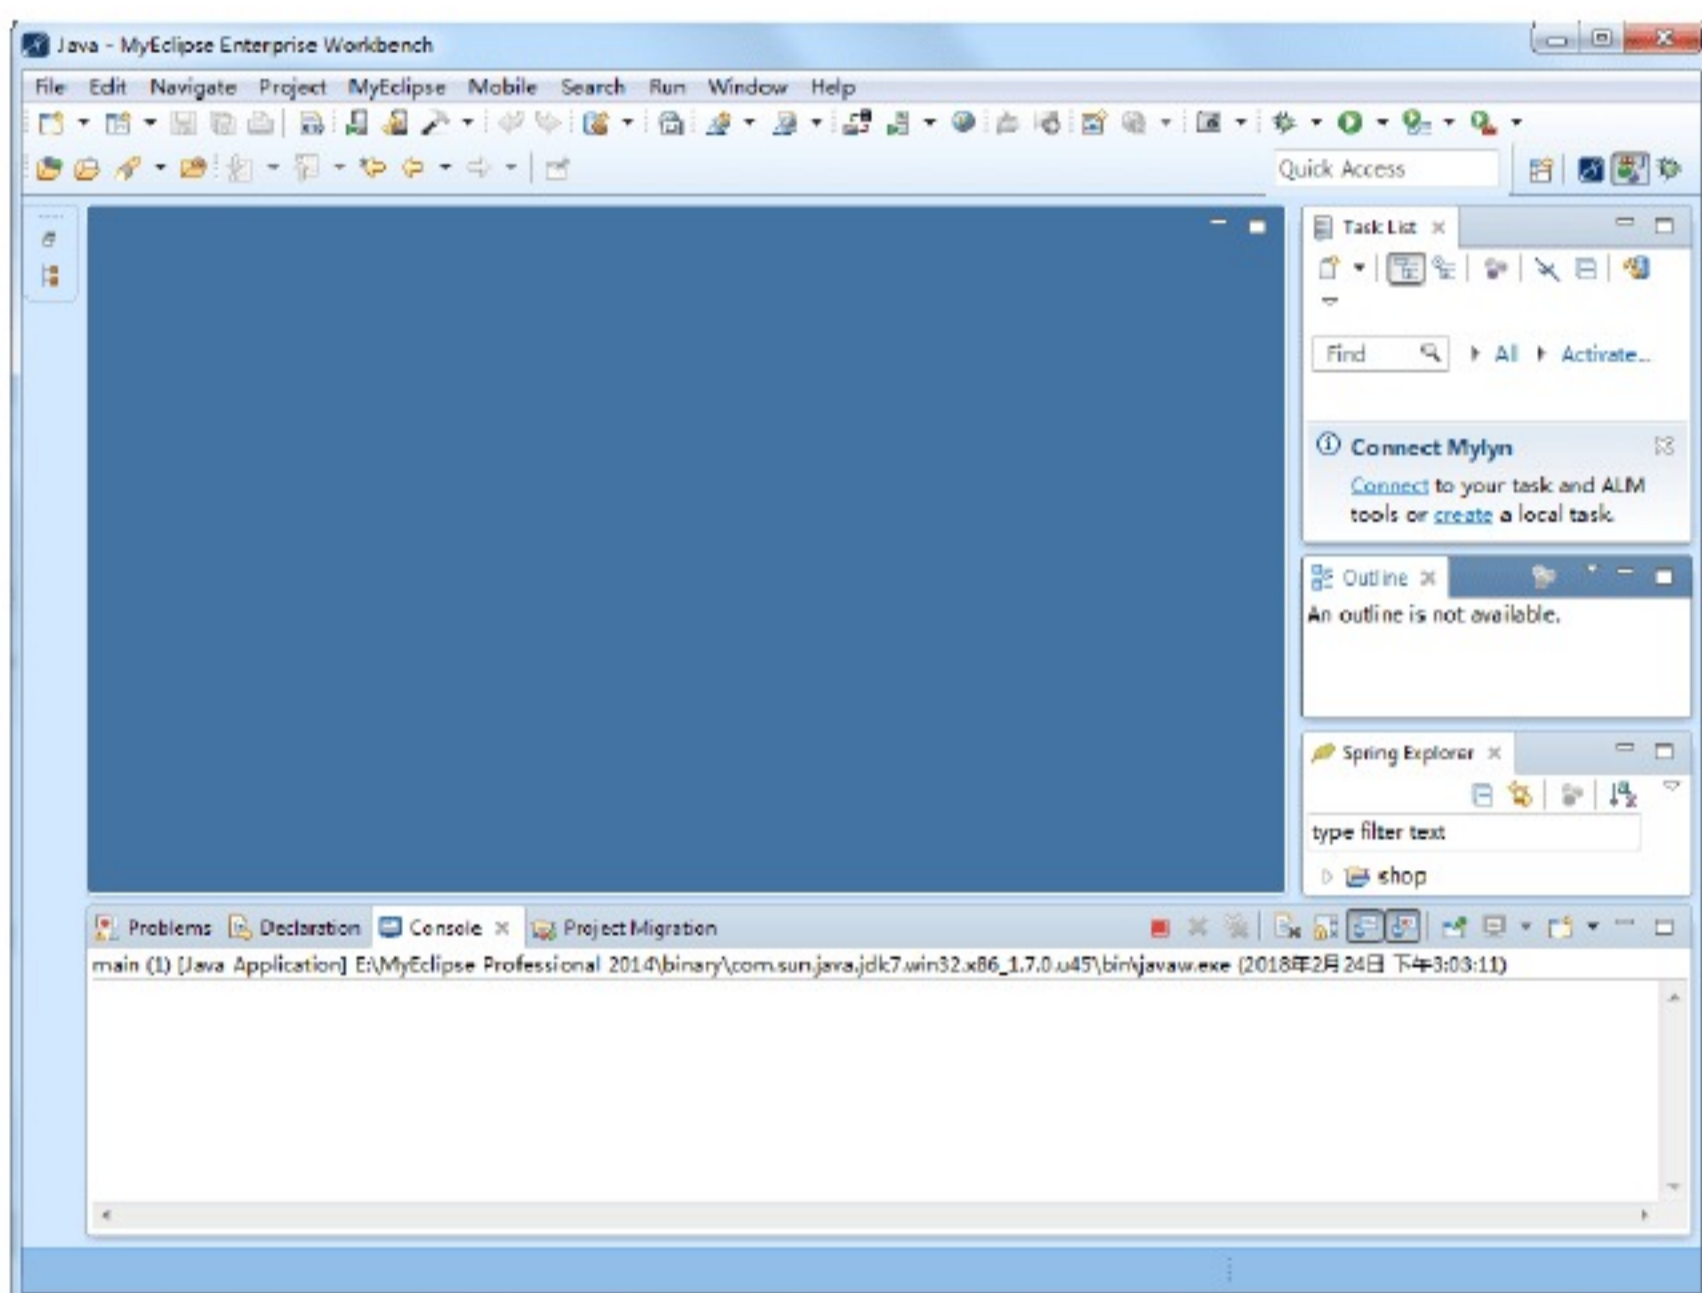 Java - MyEclipse Enterprise Workbench
File Edit Navigate Project MyEclipse Mobile Search Run Window Help
Quick Access
Task List
Find All Activate...
Connect Mylyn
Connect to your task and ALM
tools or create a local task.
Outline
An outline is not available.
Spring Explorer
type filter text
shop
Problems Declaration Console Project Migration
main (1) [Java Application] E:\MyEclipse Professional 2014\binary\com.sun.java.jdk7.win32.x86_1.7.0.u45\bin\javaw.exe (2018年2月24日 下午3:03:11)